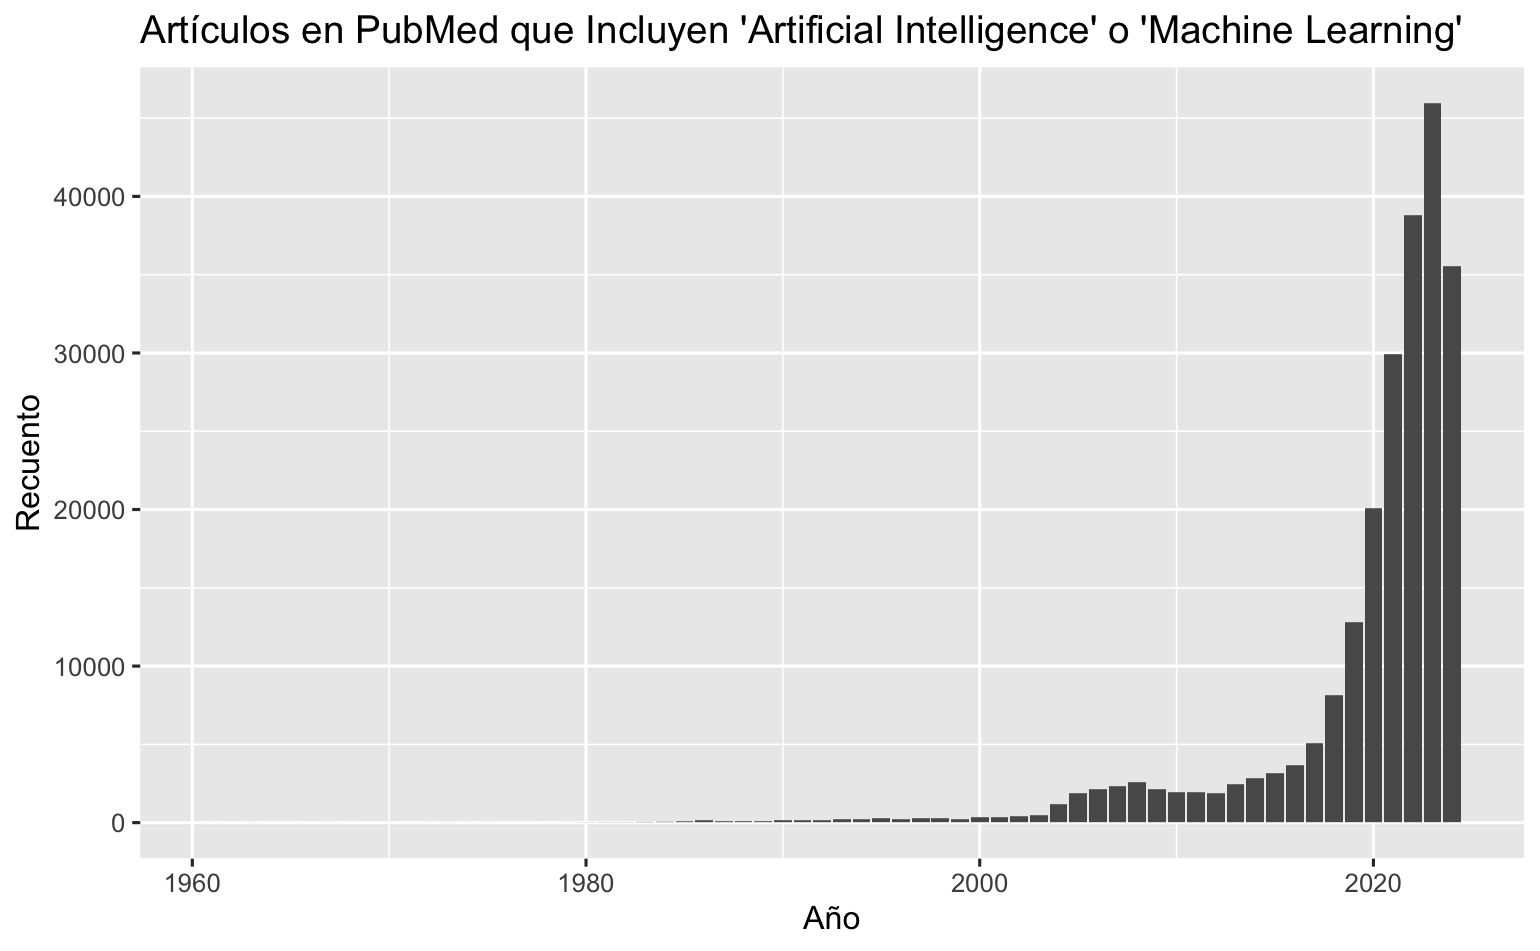 Artículos en PubMed que Incluyen 'Artificial Intelligence' o 'Machine Learning'
Recuento
40000
30000
20000
10000
0
1960 1980 2000 2020
Año